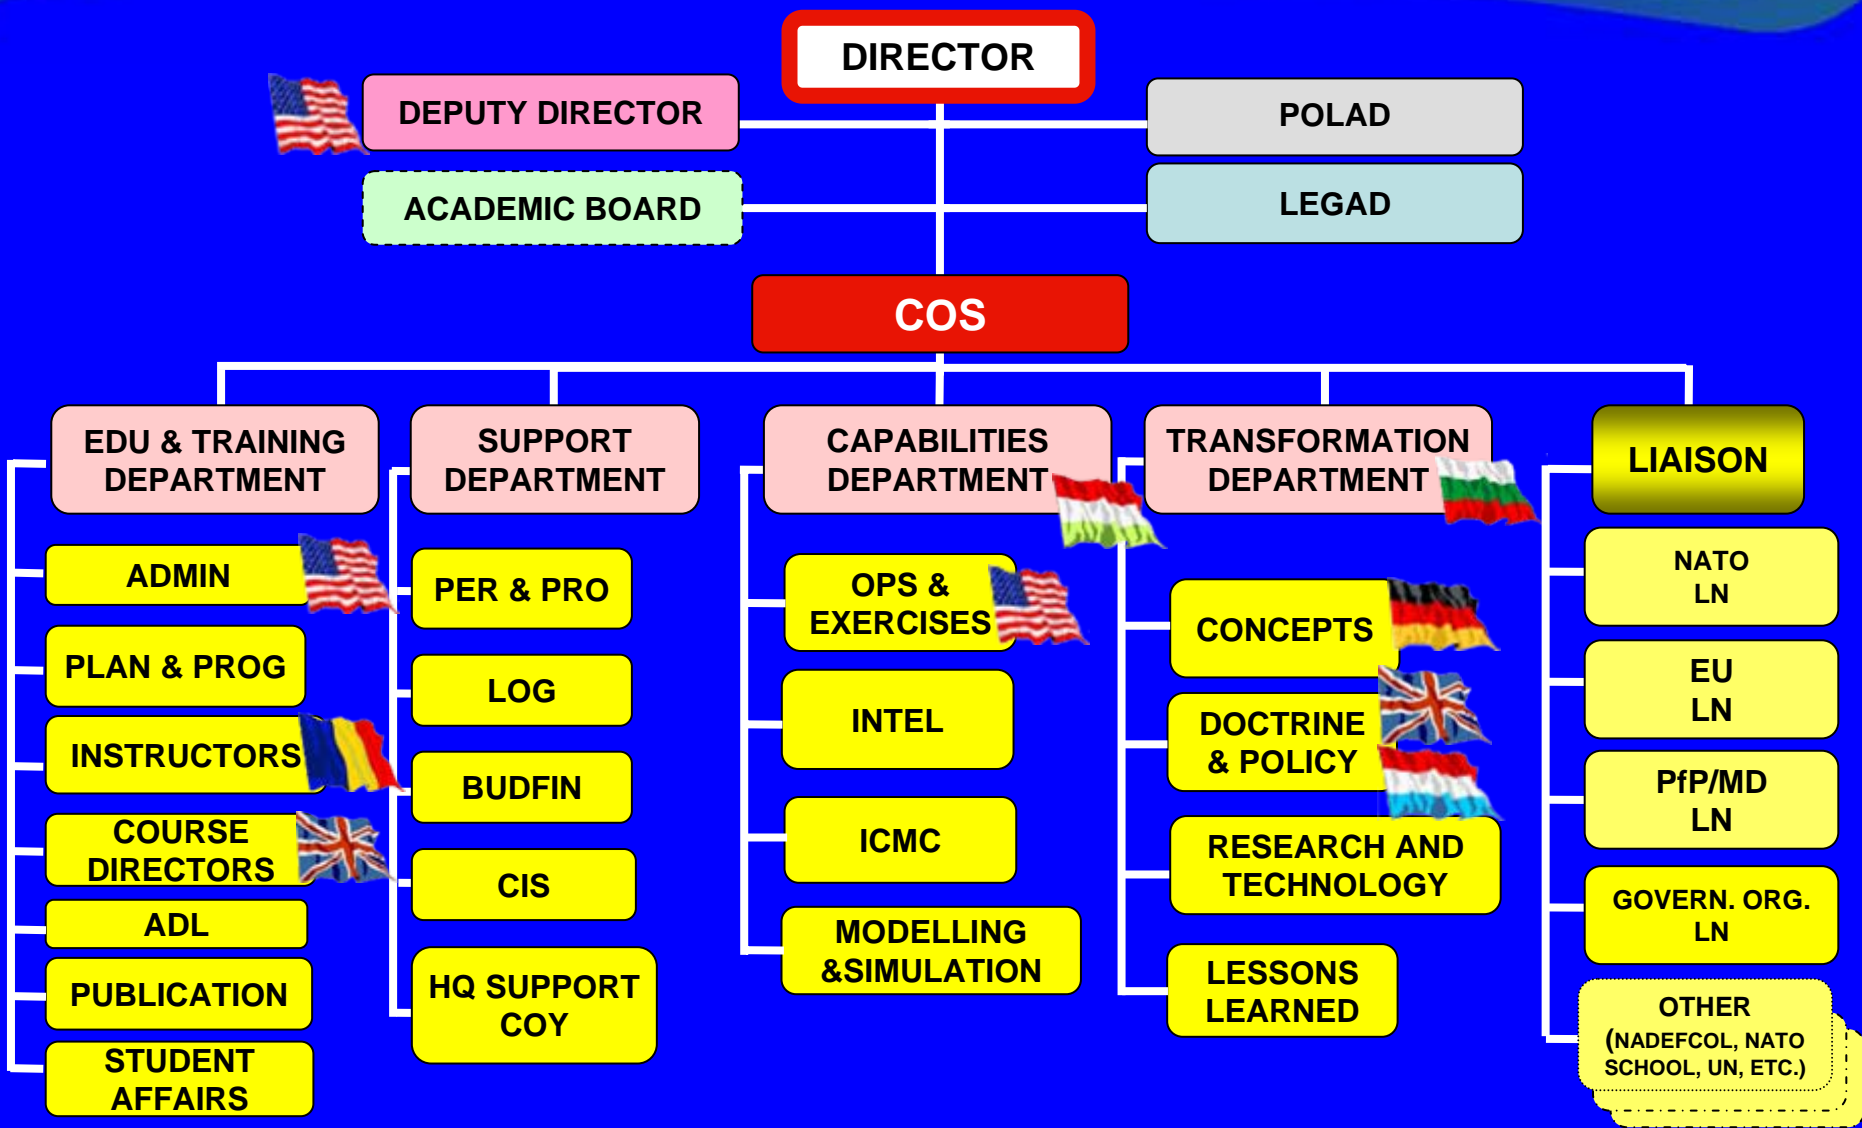 DIRECTOR
DEPUTY DIRECTOR
POLAD
ACADEMIC BOARD
LEGAD
COS
EDU & TRAINING
DEPARTMENT
ADMIN
PLAN & PROG
INSTRUCTORS
COURSE
DIRECTORS
ADL
PUBLICATION
STUDENT
AFFAIRS
SUPPORT
DEPARTMENT
PER & PRO
LOG
BUDFIN
CIS
HQ SUPPORT
COY
CAPABILITIES
DEPARTMENT
OPS &
EXERCISES
INTEL
ICMC
MODELLING
&SIMULATION
TRANSFORMATION
DEPARTMENT
CONCEPTS
DOCTRINE
& POLICY
RESEARCH AND
TECHNOLOGY
LESSONS
LEARNED
LIAISON
NATO
LN
EU
LN
PfP/MD
LN
GOVERN. ORG.
LN
OTHER
(NADEFCOL, NATO
SCHOOL, UN, ETC.)